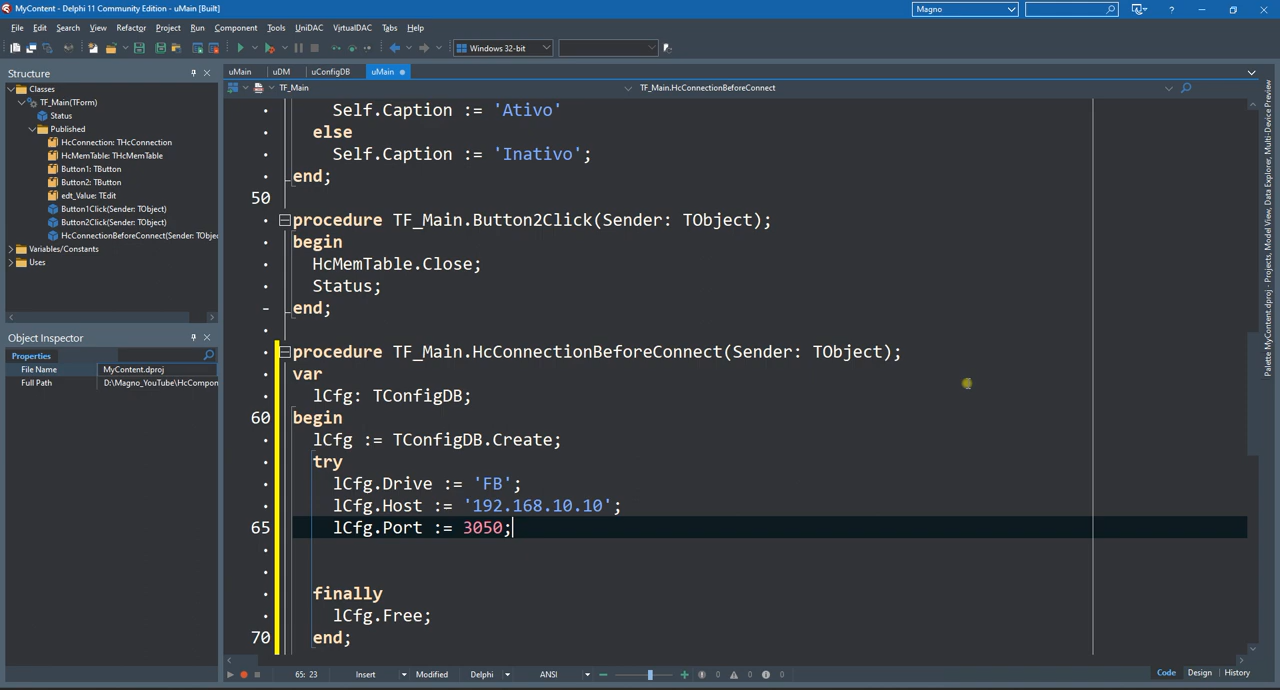 MyContent - Delphi 11 Community Edition - uMain [Built]
Magno
?
File Edit Search View Refactor Project Run Component Tools UniDAC VirtualDAC Tabs Help
Windows 32-bit
Structure
uMain uDM uConfigDB uMain
TF_Main TF_Main.HcConnectionBeforeConnect
Classes
TF_Main(TForm)
Status
Published
HcConnection: THcConnection
HcMemTable: THcMemTable
Button1: TButton
Button2: TButton
edt_Value: TEdit
Button1Click(Sender: TObject)
Button2Click(Sender: TObject)
HcConnectionBeforeConnect(Sender: TObjec
Variables/Constants
Uses
Object Inspector
Properties
File Name MyContent.dproj
Full Path D:\Magno_YouTube\HcCompon
Self.Caption := 'Ativo'
else
Self.Caption := 'Inativo';
end;
50
procedure TF_Main.Button2Click(Sender: TObject);
begin
HcMemTable.Close;
Status;
end;
procedure TF_Main.HcConnectionBeforeConnect(Sender: TObject);
var
lCfg: TConfigDB;
60 begin
lCfg := TConfigDB.Create;
try
lCfg.Drive := 'FB';
lCfg.Host := '192.168.10.10';
65 lCfg.Port := 3050;
finally
lCfg.Free;
70 end;
65: 23 Insert Modified Delphi ANSI 0 0 0 Code Design History
Palette MyContent.dproj - Projects, Model View, Data Explorer, Multi-Device Preview